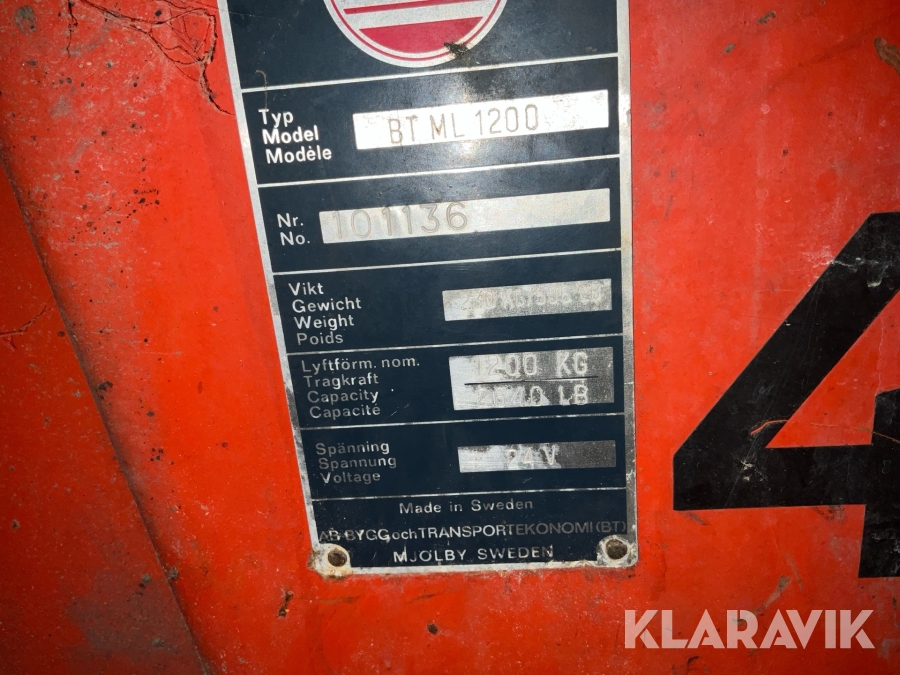 Typ
Model
Modèle
BT ML 1200
Nr.
No.
101136
Vikt
Gewicht
Weight
Poids
Lyftförm. nom.
Tragkraft
Capacity
Capacité
1200 KG
LB
Spänning
Spannung
Voltage
24V
Made in Sweden
AB BYGG och TRANSPORTEKONOMI (BT)
MJÖLBY SWEDEN
4
KLARAVIK